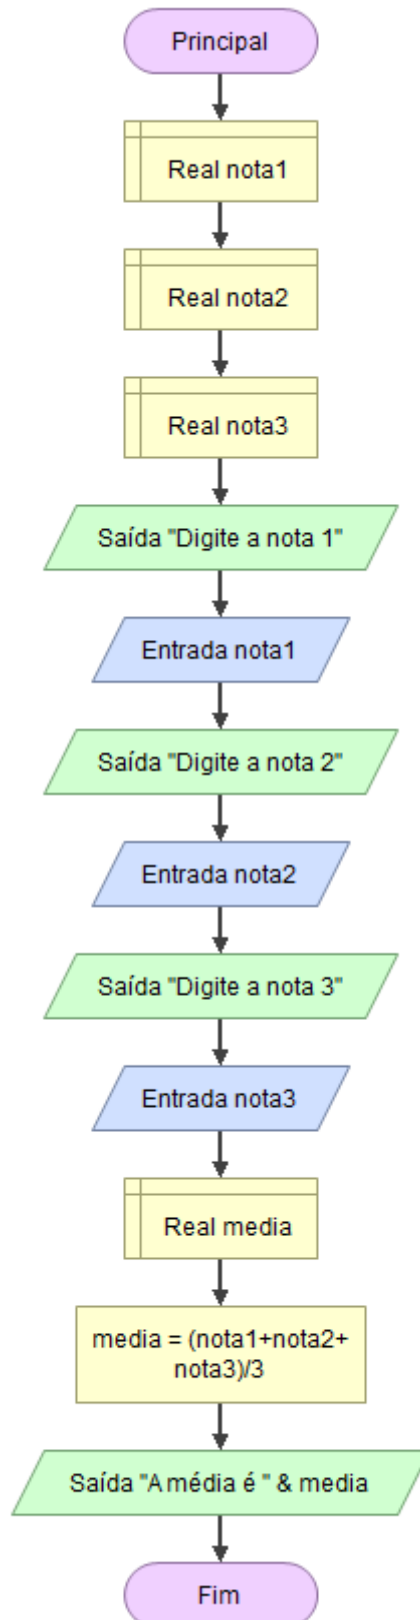 Principal
Real nota1
Real nota2
Real nota3
Saída "Digite a nota 1"
Entrada nota1
Saída "Digite a nota 2"
Entrada nota2
Saída "Digite a nota 3"
Entrada nota3
Real media
media = (nota1+nota2+
nota3)/3
Saída "A média é " & media
Fim